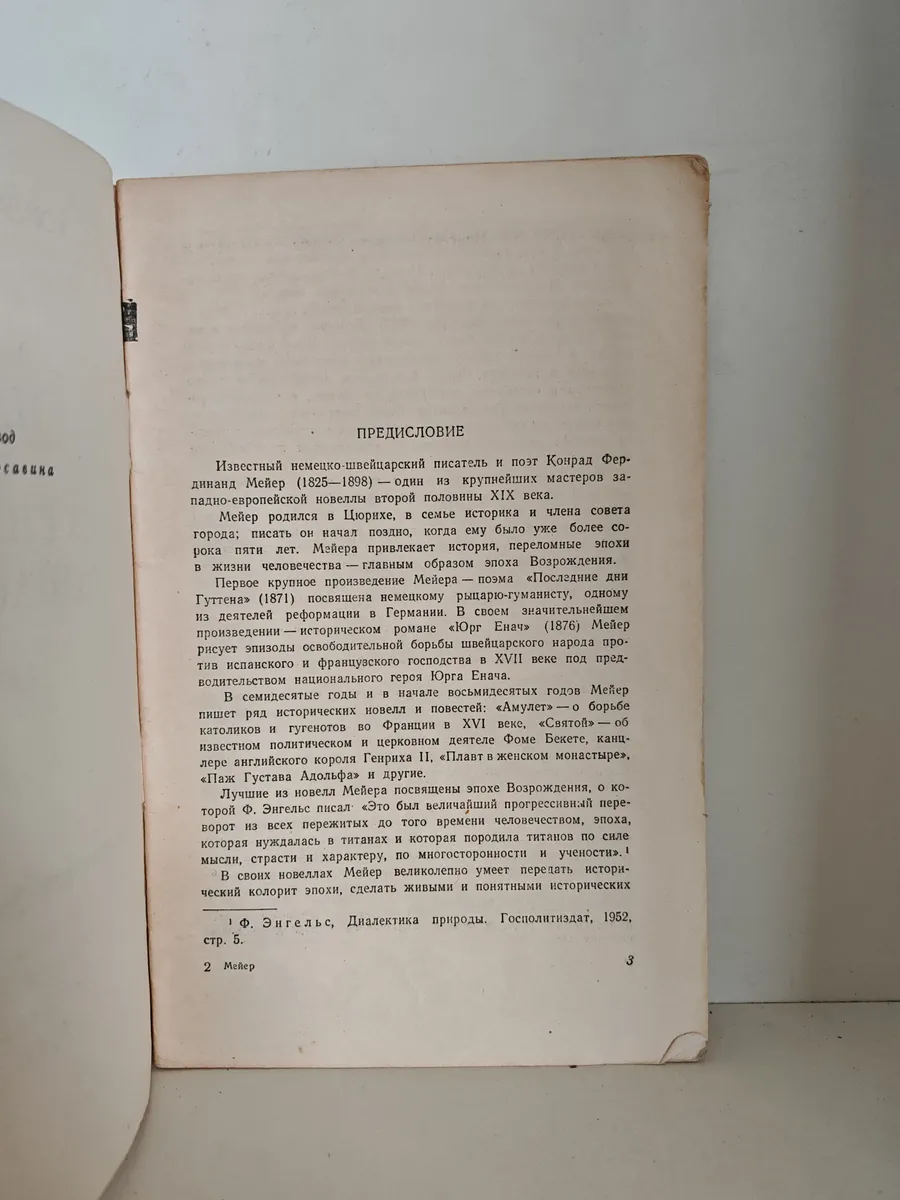 ПРЕДИСЛОВИЕ
Известный немецко-швейцарский писатель и поэт Конрад Фер-
динанд Мейер (1825—1898) — один из крупнейших мастеров за-
падно-европейской новеллы второй половины XIX века.
Мейер родился в Цюрихе, в семье историка и члена совета
города; писать он начал поздно, когда ему было уже более со-
рока пяти лет. Мейера привлекает история, переломные эпохи
в жизни человечества — главным образом эпоха Возрождения.
Первое крупное произведение Мейера — поэма «Последние дни
Гуттена» (1871) посвящена немецкому рыцарю-гуманисту, одному
из деятелей реформации в Германии. В своем значительнейшем
произведении — историческом романе «Юрг Енач» (1876) Мейер
рисует эпизоды освободительной борьбы швейцарского народа про-
тив испанского и французского господства в XVII веке под пред-
водительством национального героя Юрга Енача.
В семидесятые годы и в начале восьмидесятых годов Мейер
пишет ряд исторических новелл и повестей: «Амулет» — о борьбе
католиков и гугенотов во Франции в XVI веке, «Святой» — об
известном политическом и церковном деятеле Фоме Бекете, канц-
лере английского короля Генриха II, «Плавт в женском монастыре»,
«Паж Густава Адольфа» и другие.
Лучшие из новелл Мейера посвящены эпохе Возрождения, о ко-
торой Ф. Энгельс писал: «Это был величайший прогрессивный пере-
ворот из всех пережитых до того времени человечеством, эпоха,
которая нуждалась в титанах и которая породила титанов по силе
мысли, страсти и характеру, по многосторонности и учености».¹
В своих новеллах Мейер великолепно умеет передать истори-
ческий колорит эпохи, сделать живыми и понятными исторических
¹ Ф. Энгельс, Диалектика природы. Госполитиздат, 1952,
стр. 5.
2 Мейер
3